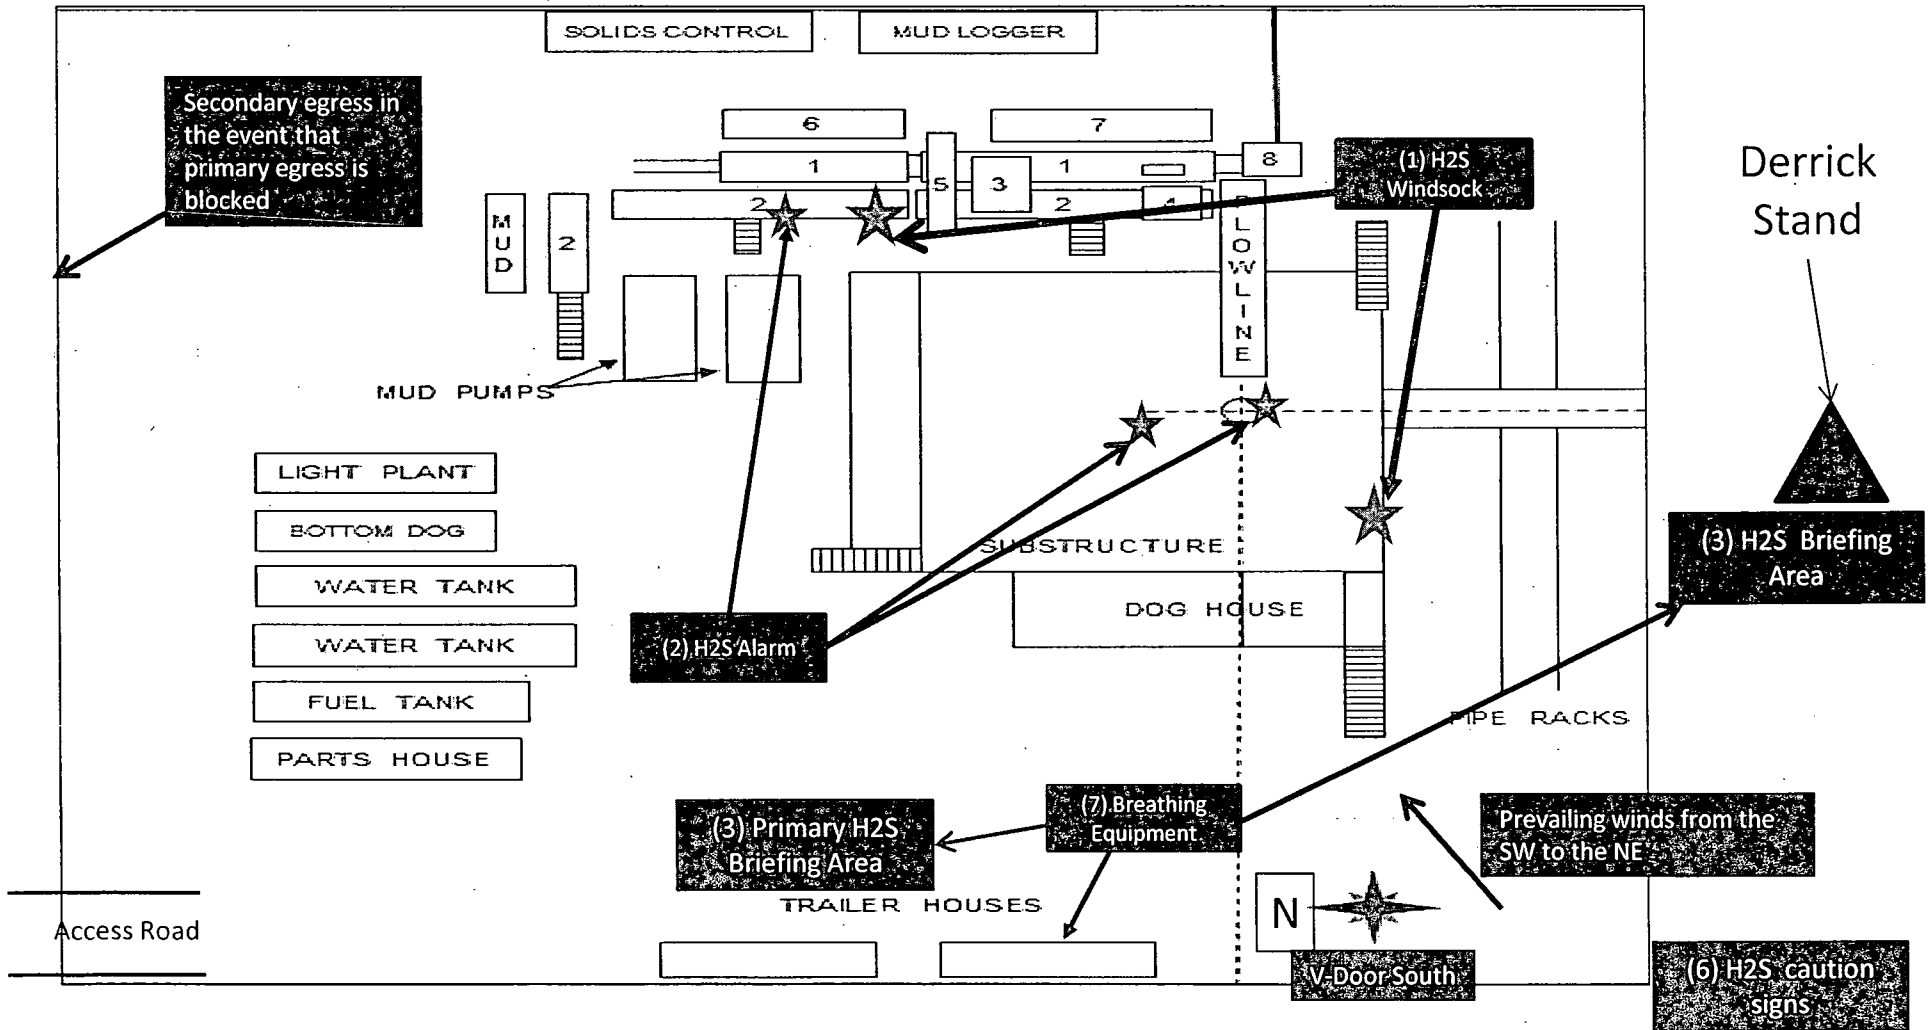 SOLIDS CONTROL
MUD LOGGER
Secondary egress in
the event that
primary egress is
blocked
6
7
1
5
3
1
8
(1) H2S
Windsock
Derrick
Stand
MUD
2
2
2
4
FLOWLINE
MUD PUMPS
LIGHT PLANT
BOTTOM DOG
WATER TANK
WATER TANK
FUEL TANK
PARTS HOUSE
SUBSTRUCTURE
DOG HOUSE
(2) H2S Alarm
(3) H2S Briefing
Area
PIPE RACKS
(3) Primary H2S
Briefing Area
(7) Breathing
Equipment
Prevailing winds from the
SW to the NE
TRAILER HOUSES
Access Road
N
V-Door South
(6) H2S caution
signs